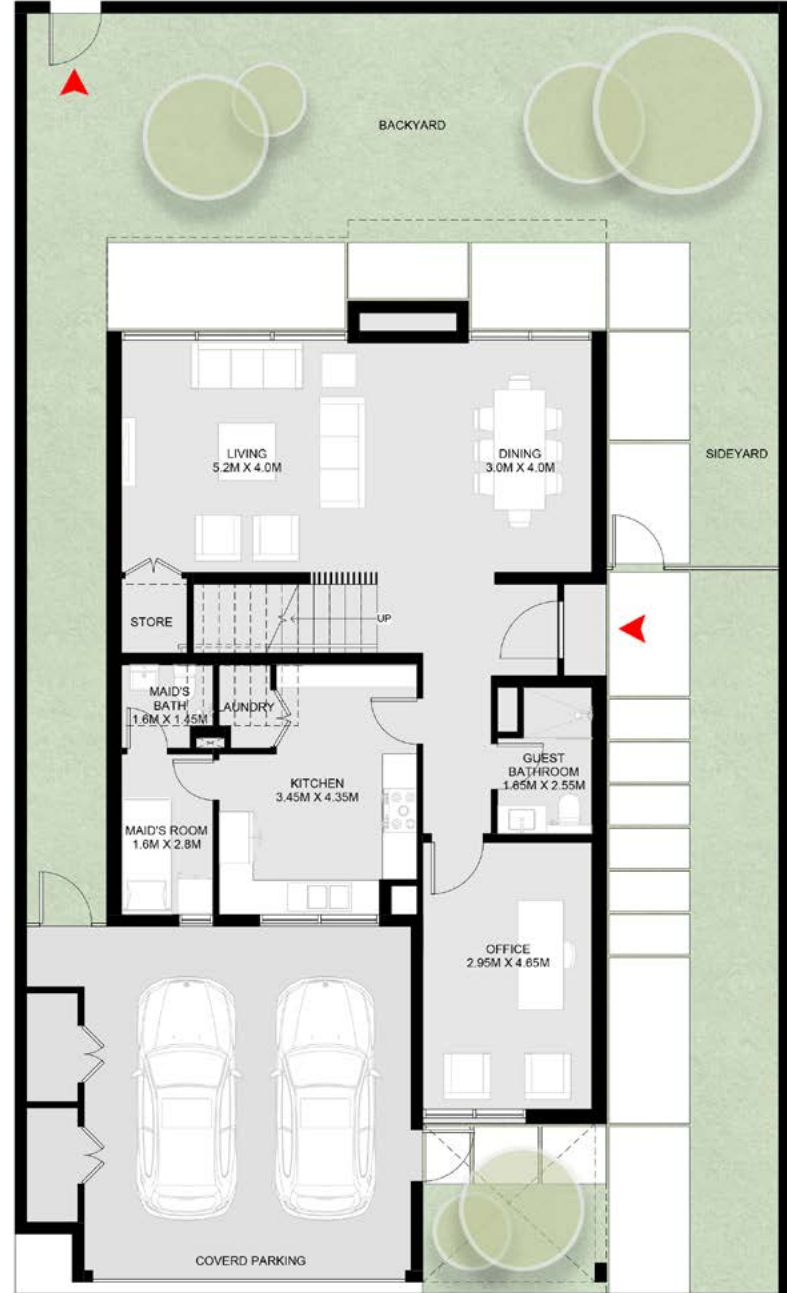 BACKYARD
LIVING
5.2M X 4.0M
DINING
3.0M X 4.0M
SIDEYARD
STORE
UP
MAID'S
BATH
1.6M X 1.45M
LAUNDRY
KITCHEN
3.45M X 4.35M
GUEST
BATHROOM
1.65M X 2.55M
MAID'S ROOM
1.6M X 2.8M
OFFICE
2.95M X 4.65M
COVERD PARKING